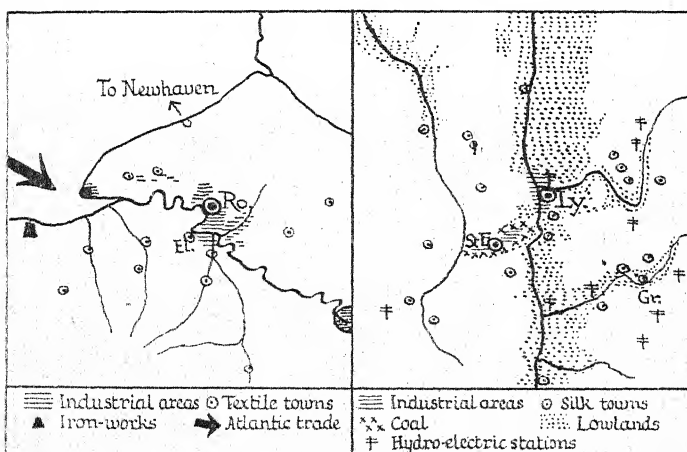 To Newhaven
Ro.
El.
Ly.
St.E.
Gr.
Industrial areas Textile towns
Iron-works Atlantic trade
Industrial areas Silk towns
Coal Lowlands
Hydro-electric stations